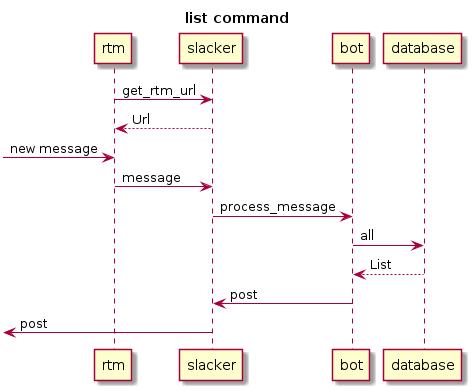 list command
rtm slacker bot database
get_rtm_url
Url
new message
message
process_message
all
List
post
post
rtm slacker bot database